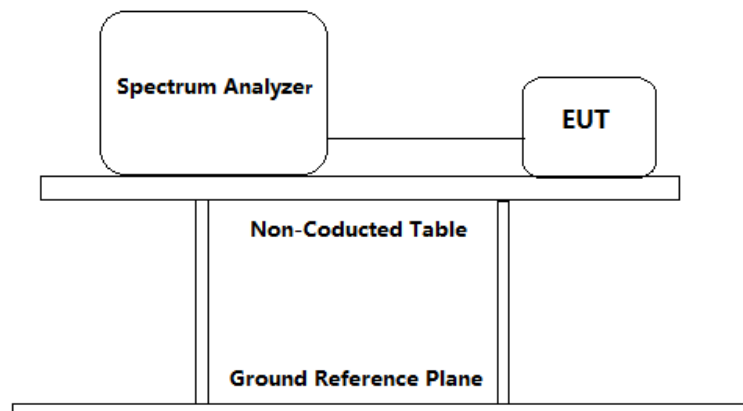 Spectrum Analyzer
EUT
Non-Coducted Table
Ground Reference Plane